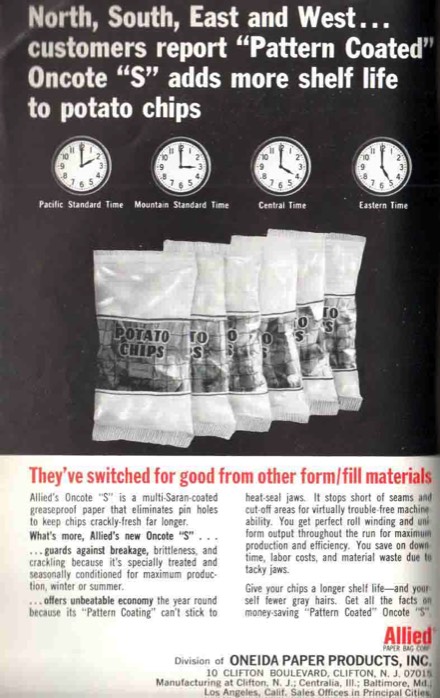 North, South, East and West...
customers report “Pattern Coated”
Oncote “S” adds more shelf life
to potato chips
Pacific Standard Time
Mountain Standard Time
Central Time
Eastern Time
POTATO
CHIPS
They've switched for good from other form/fill materials
Allied's Oncote "S" is a multi-Saran-coated
greaseproof paper that eliminates pin holes
to keep chips crackly-fresh far longer.
What's more, Allied's new Oncote "S" . . .
...guards against breakage, brittleness, and
crackling because it's specially treated and
seasonally conditioned for maximum produc-
tion, winter or summer.
...offers unbeatable economy the year round
because its "Pattern Coating" can't stick to
heat-seal jaws. It stops short of seams and
cut-off areas for virtually trouble-free machine
ability. You get perfect roll winding and uni
form output throughout the run for maximum
production and efficiency. You save on down
time, labor costs, and material waste due to
tacky jaws.
Give your chips a longer shelf life—and your
self fewer gray hairs. Get all the facts on
money-saving "Pattern Coated" Oncote "S".
Allied
PAPER BAG CORP
Division of ONEIDA PAPER PRODUCTS, INC.
10 CLIFTON BOULEVARD, CLIFTON, N. J. 07015
Manufacturing at Clifton, N. J.; Centralia, Ill.; Baltimore, Md.
Los Angeles, Calif. Sales Offices in Principal Cities